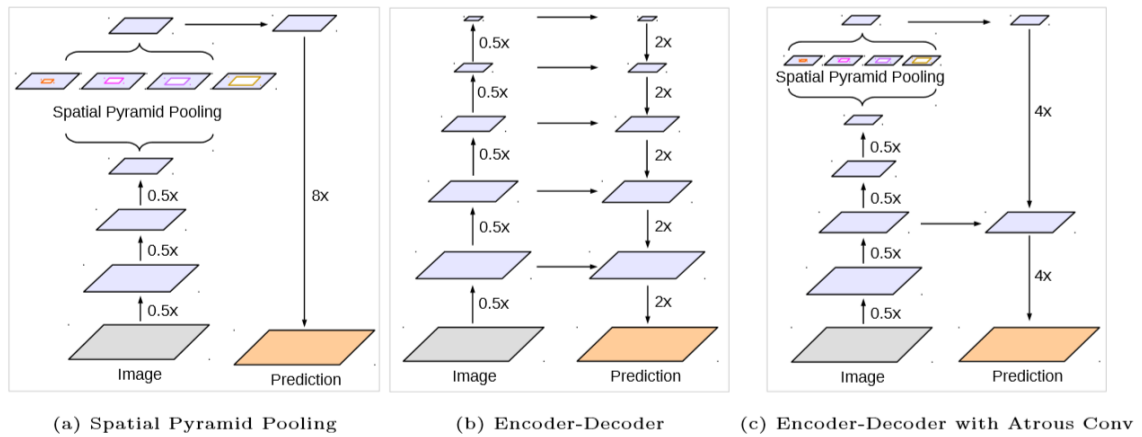 Spatial Pyramid Pooling
0.5x
0.5x
0.5x
8x
Image
Prediction
(a) Spatial Pyramid Pooling
0.5x
0.5x
0.5x
0.5x
0.5x
2x
2x
2x
2x
2x
Image
Prediction
(b) Encoder-Decoder
Spatial Pyramid Pooling
0.5x
0.5x
0.5x
0.5x
4x
4x
Image
Prediction
(c) Encoder-Decoder with Atrous Conv